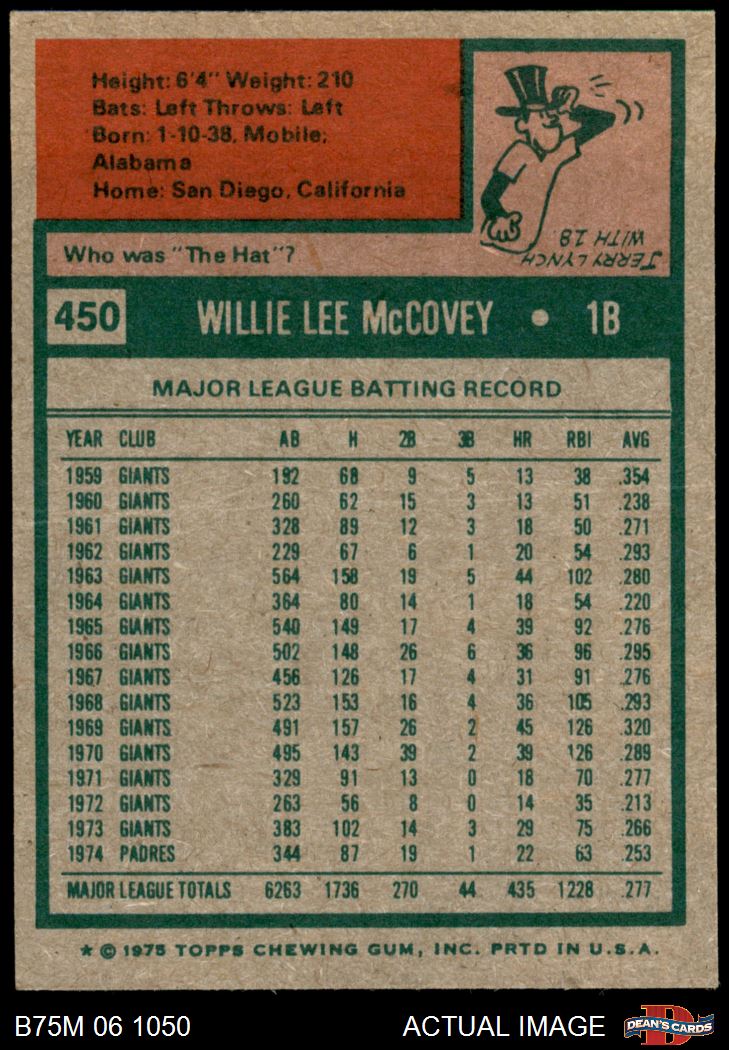 Height: 6'4" Weight: 210
Bats: Left Throws: Left
Born: 1-10-38, Mobile,
Alabama
Home: San Diego, California
Who was "The Hat"?
JERRY LYNCH
WITH 18.
450 WILLIE LEE McCOVEY • 1B
MAJOR LEAGUE BATTING RECORD
YEAR CLUB AB H 2B 3B HR RBI AVG
1959 GIANTS 192 68 9 5 13 38 .354
1960 GIANTS 260 62 15 3 13 51 .238
1961 GIANTS 328 89 12 3 18 50 .271
1962 GIANTS 229 67 6 1 20 54 .293
1963 GIANTS 564 158 19 5 44 102 .280
1964 GIANTS 364 80 14 1 18 54 .220
1965 GIANTS 540 149 17 4 39 92 .276
1966 GIANTS 502 148 26 6 36 96 .295
1967 GIANTS 456 126 17 4 31 91 .276
1968 GIANTS 523 153 16 4 36 105 .293
1969 GIANTS 491 157 26 2 45 126 .320
1970 GIANTS 495 143 39 2 39 126 .289
1971 GIANTS 329 91 13 0 18 70 .277
1972 GIANTS 263 56 8 0 14 35 .213
1973 GIANTS 383 102 14 3 29 75 .266
1974 PADRES 344 87 19 1 22 63 .253
MAJOR LEAGUE TOTALS 6263 1736 270 44 435 1228 .277
* © 1975 TOPPS CHEWING GUM, INC. PRTD IN U.S.A.
B75M 06 1050 ACTUAL IMAGE DEAN'S CARDS